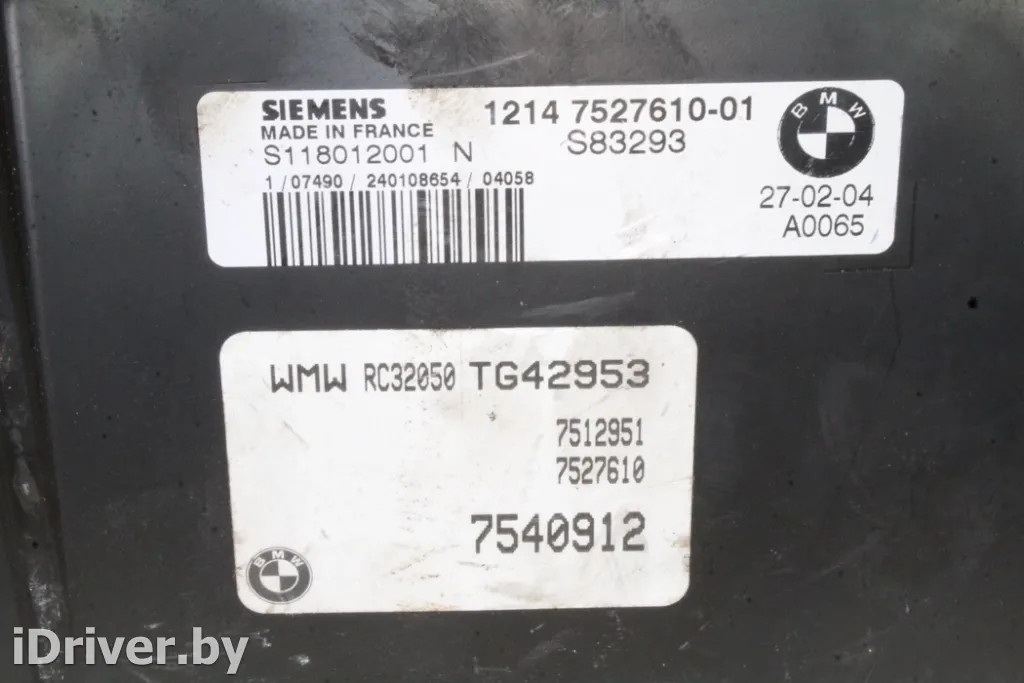 SIEMENS 1214 7527610-01
MADE IN FRANCE S83293
S118012001 N
1/07490/240108654/04058
BMW
27-02-04
A0065
WMW RC32050 TG42953
7512951
7527610
7540912
BMW
iDriver.by